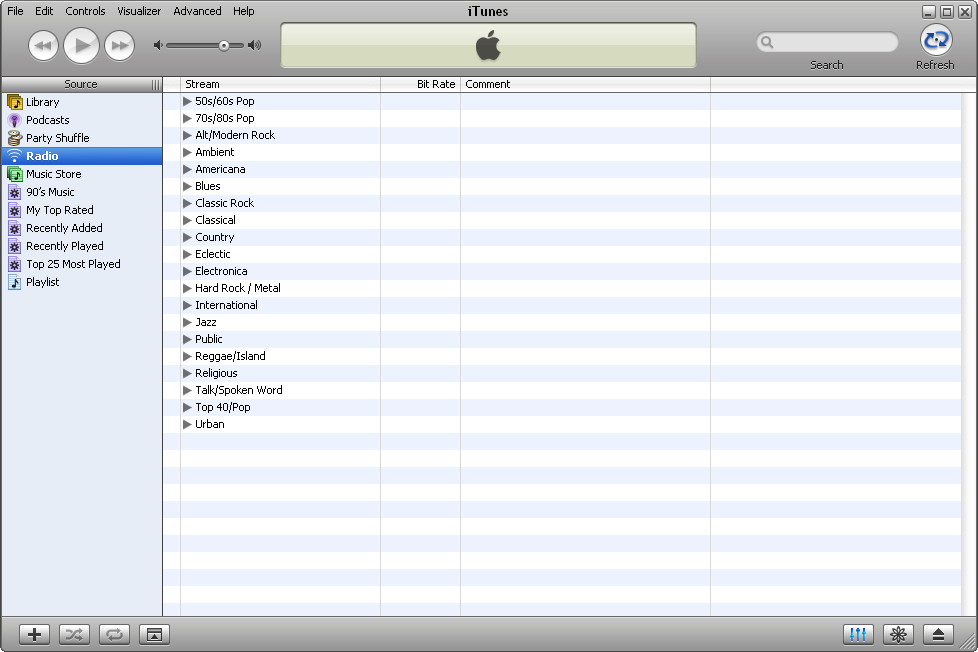 File Edit Controls Visualizer Advanced Help
iTunes
Search
Refresh
Source
Stream Bit Rate Comment
Library
Podcasts
Party Shuffle
Radio
Music Store
90's Music
My Top Rated
Recently Added
Recently Played
Top 25 Most Played
Playlist
50s/60s Pop
70s/80s Pop
Alt/Modern Rock
Ambient
Americana
Blues
Classic Rock
Classical
Country
Eclectic
Electronica
Hard Rock / Metal
International
Jazz
Public
Reggae/Island
Religious
Talk/Spoken Word
Top 40/Pop
Urban